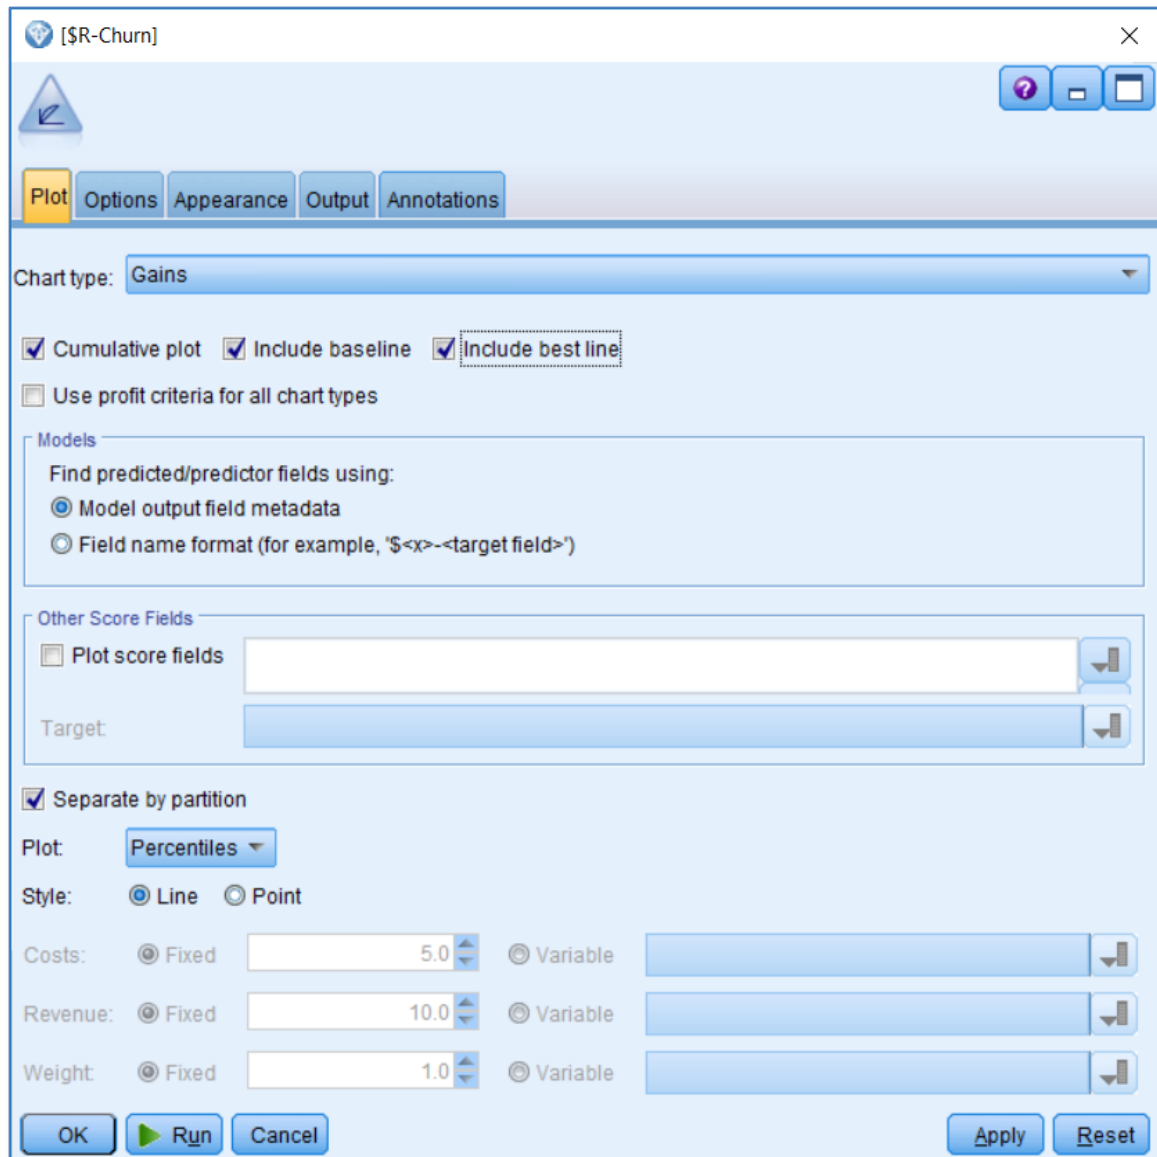 [$R-Churn]
Plot Options Appearance Output Annotations
Chart type: Gains
Cumulative plot Include baseline Include best line
Use profit criteria for all chart types
Models
Find predicted/predictor fields using:
Model output field metadata
Field name format (for example, '$<x>-<target field>')
Other Score Fields
Plot score fields
Target:
Separate by partition
Plot: Percentiles
Style: Line Point
Costs: Fixed 5.0 Variable
Revenue: Fixed 10.0 Variable
Weight: Fixed 1.0 Variable
OK Run Cancel Apply Reset